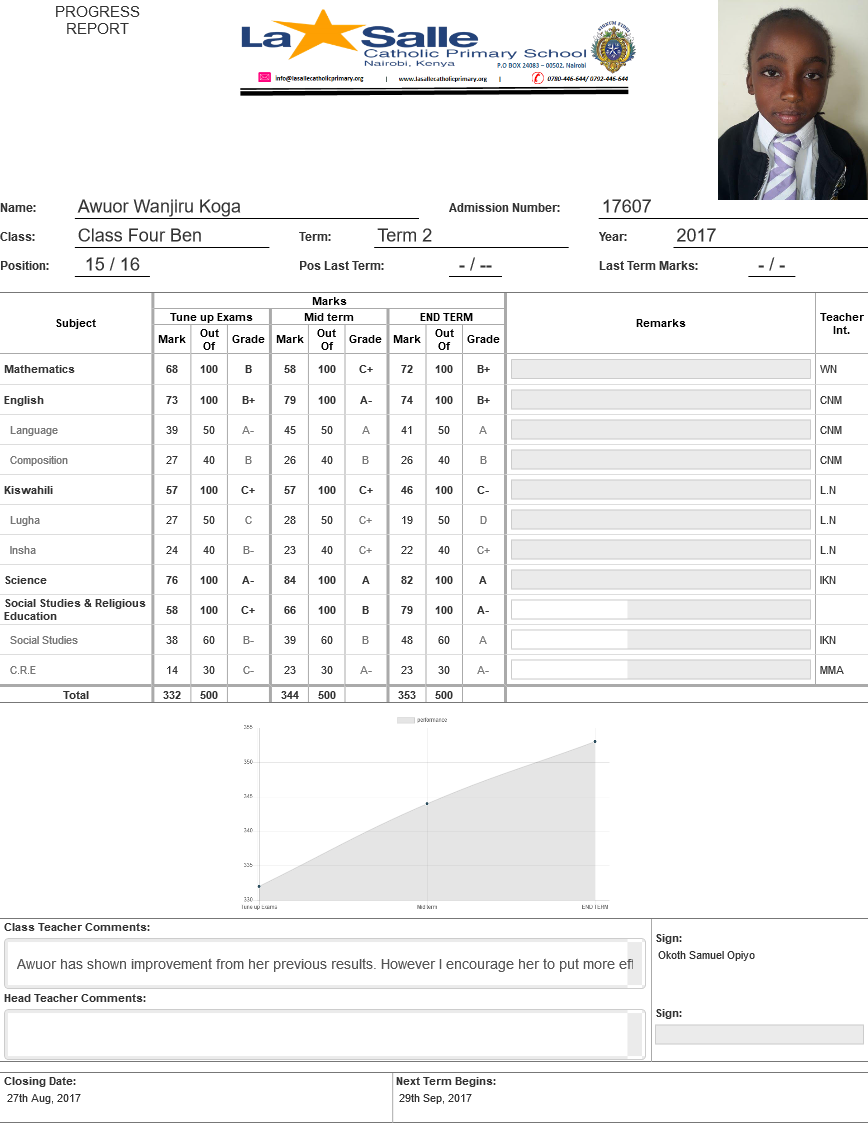 PROGRESS
REPORT
La Salle
Catholic Primary School
Nairobi, Kenya
P.O BOX 24083 – 00502, Nairobi
info@lasallecatholicprimary.org | www.lasallecatholicprimary.org | 0780-446-644/ 0792-446-644
Name: Awuor Wanjiru Koga Admission Number: 17607
Class: Class Four Ben Term: Term 2 Year: 2017
Position: 15 / 16 Pos Last Term: - / -- Last Term Marks: - / -
Marks
Subject Tune up Exams Mid term END TERM Remarks Teacher Int.
Mark Out Of Grade Mark Out Of Grade Mark Out Of Grade
Mathematics 68 100 B 58 100 C+ 72 100 B+ WN
English 73 100 B+ 79 100 A- 74 100 B+ CNM
Language 39 50 A- 45 50 A 41 50 A CNM
Composition 27 40 B 26 40 B 26 40 B CNM
Kiswahili 57 100 C+ 57 100 C+ 46 100 C- L.N
Lugha 27 50 C 28 50 C+ 19 50 D L.N
Insha 24 40 B- 23 40 C+ 22 40 C+ L.N
Science 76 100 A- 84 100 A 82 100 A IKN
Social Studies & Religious
Education 58 100 C+ 66 100 B 79 100 A-
Social Studies 38 60 B- 39 60 B 48 60 A IKN
C.R.E 14 30 C- 23 30 A- 23 30 A- MMA
Total 332 500 344 500 353 500
performance
355
350
345
340
335
330
Tune up Exams Mid term END TERM
Class Teacher Comments:
Sign:
Awuor has shown improvement from her previous results. However I encourage her to put more eff
Okoth Samuel Opiyo
Head Teacher Comments:
Sign:
Closing Date: Next Term Begins:
27th Aug, 2017 29th Sep, 2017